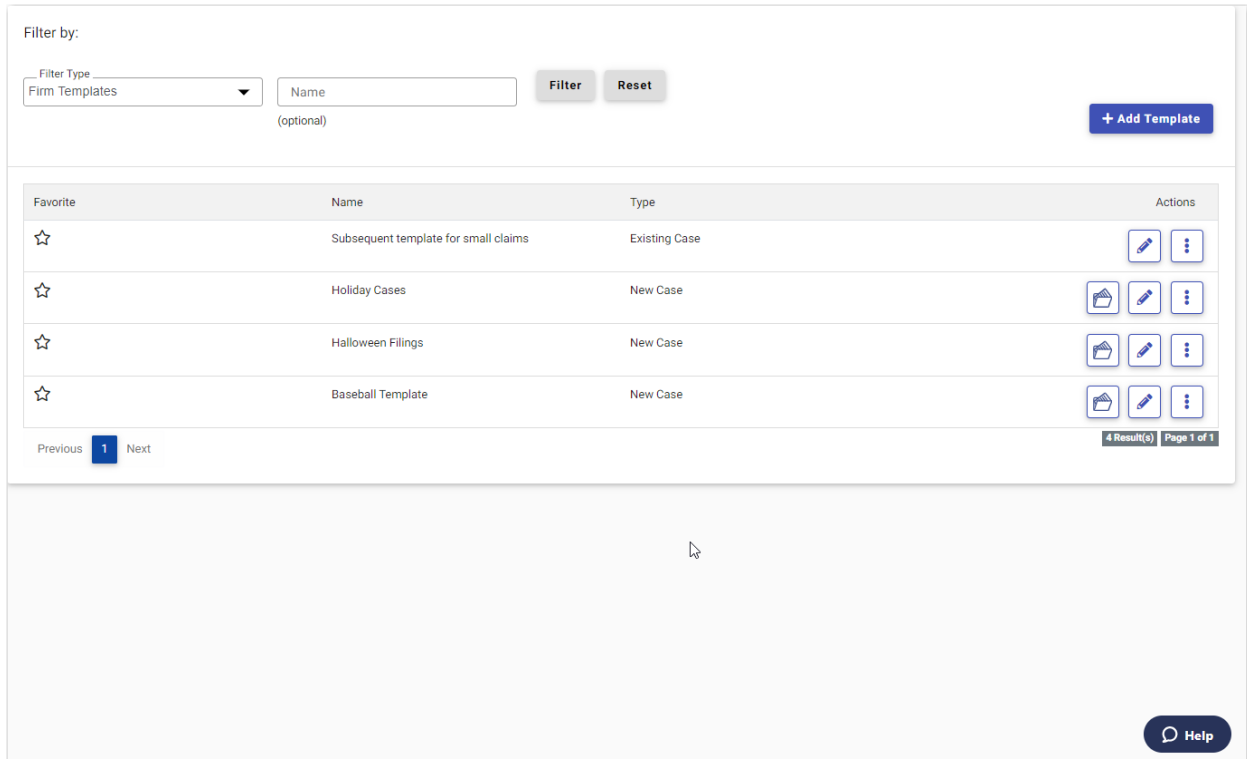 Filter by:
Filter Type
Firm Templates
Name
Filter
Reset
(optional)
+ Add Template
Favorite Name Type Actions
Subsequent template for small claims Existing Case
Holiday Cases New Case
Halloween Filings New Case
Baseball Template New Case
Previous 1 Next
4 Result(s) Page 1 of 1
Help